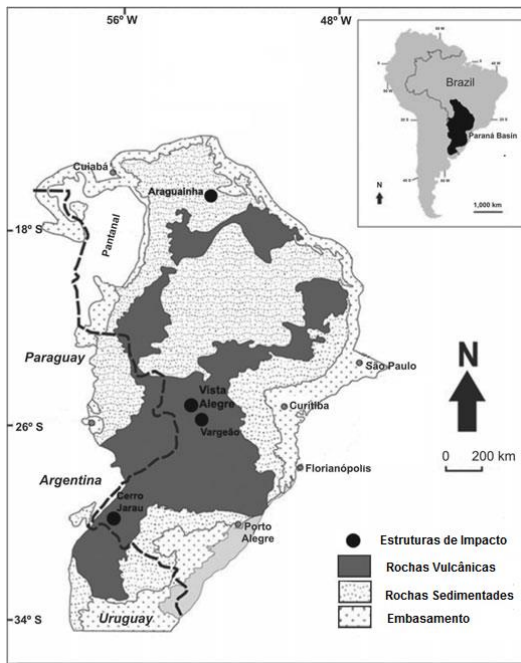 56° W
48° W
Brazil
Paraná Basin
N
1,000 km
Cuiabá
Araguainha
18° S
Pantanal
Paraguay
São Paulo
N
Vista
Alegre
Curitiba
Vargeão
26° S
0 200 km
Argentina
Florianópolis
Cerro
Jarau
Porto
Alegre
Estruturas de Impacto
Rochas Vulcânicas
Rochas Sedimentades
Embasamento
Uruguay
34° S